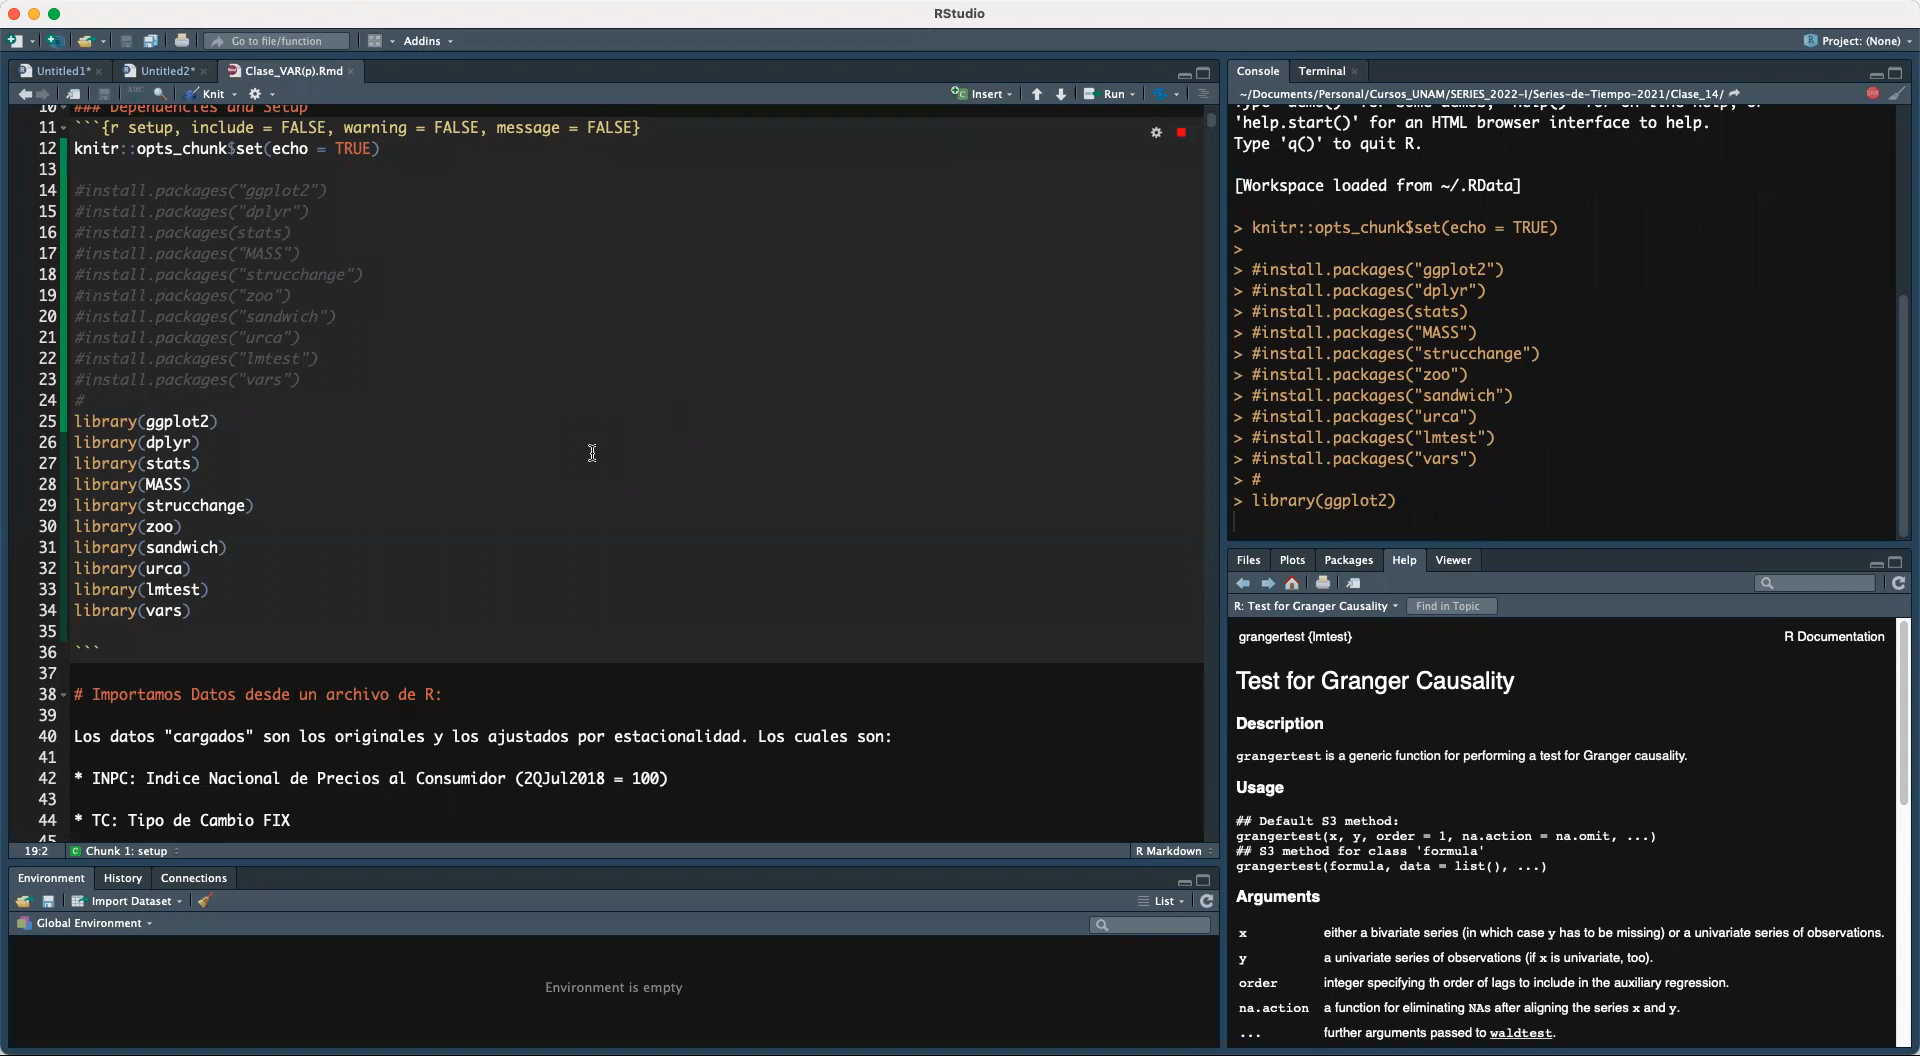 RStudio
Go to file/function
Addins
Project: (None)
Untitled1*
Untitled2*
Clase_VAR(p).Rmd
ABC
Knit
Insert
Run
10 ### Dependencies and Setup
11 ```{r setup, include = FALSE, warning = FALSE, message = FALSE}
12 knitr::opts_chunk$set(echo = TRUE)
13
14 #install.packages("ggplot2")
15 #install.packages("dplyr")
16 #install.packages(stats)
17 #install.packages("MASS")
18 #install.packages("strucchange")
19 #install.packages("zoo")
20 #install.packages("sandwich")
21 #install.packages("urca")
22 #install.packages("lmtest")
23 #install.packages("vars")
24 #
25 library(ggplot2)
26 library(dplyr)
27 library(stats)
28 library(MASS)
29 library(strucchange)
30 library(zoo)
31 library(sandwich)
32 library(urca)
33 library(lmtest)
34 library(vars)
35
36 ```
37
38 # Importamos Datos desde un archivo de R:
39
40 Los datos "cargados" son los originales y los ajustados por estacionalidad. Los cuales son:
41
42 * INPC: Indice Nacional de Precios al Consumidor (2QJul2018 = 100)
43
44 * TC: Tipo de Cambio FIX
45
19:2
Chunk 1: setup
R Markdown
Environment
History
Connections
Import Dataset
List
Global Environment
Environment is empty
Console
Terminal
~/Documents/Personal/Cursos_UNAM/SERIES_2022-I/Series-de-Tiempo-2021/Clase_14/
Type 'demo()' for some demos, 'help()' for on-line help, or
'help.start()' for an HTML browser interface to help.
Type 'q()' to quit R.
[Workspace loaded from ~/.RData]
> knitr::opts_chunk$set(echo = TRUE)
>
> #install.packages("ggplot2")
> #install.packages("dplyr")
> #install.packages(stats)
> #install.packages("MASS")
> #install.packages("strucchange")
> #install.packages("zoo")
> #install.packages("sandwich")
> #install.packages("urca")
> #install.packages("lmtest")
> #install.packages("vars")
> #
> library(ggplot2)
Files
Plots
Packages
Help
Viewer
R: Test for Granger Causality
Find in Topic
grangertest {lmtest}
R Documentation
Test for Granger Causality
Description
grangertest is a generic function for performing a test for Granger causality.
Usage
## Default S3 method:
grangertest(x, y, order = 1, na.action = na.omit, ...)
## S3 method for class 'formula'
grangertest(formula, data = list(), ...)
Arguments
x either a bivariate series (in which case y has to be missing) or a univariate series of observations.
y a univariate series of observations (if x is univariate, too).
order integer specifying th order of lags to include in the auxiliary regression.
na.action a function for eliminating NAs after aligning the series x and y.
... further arguments passed to waldtest.